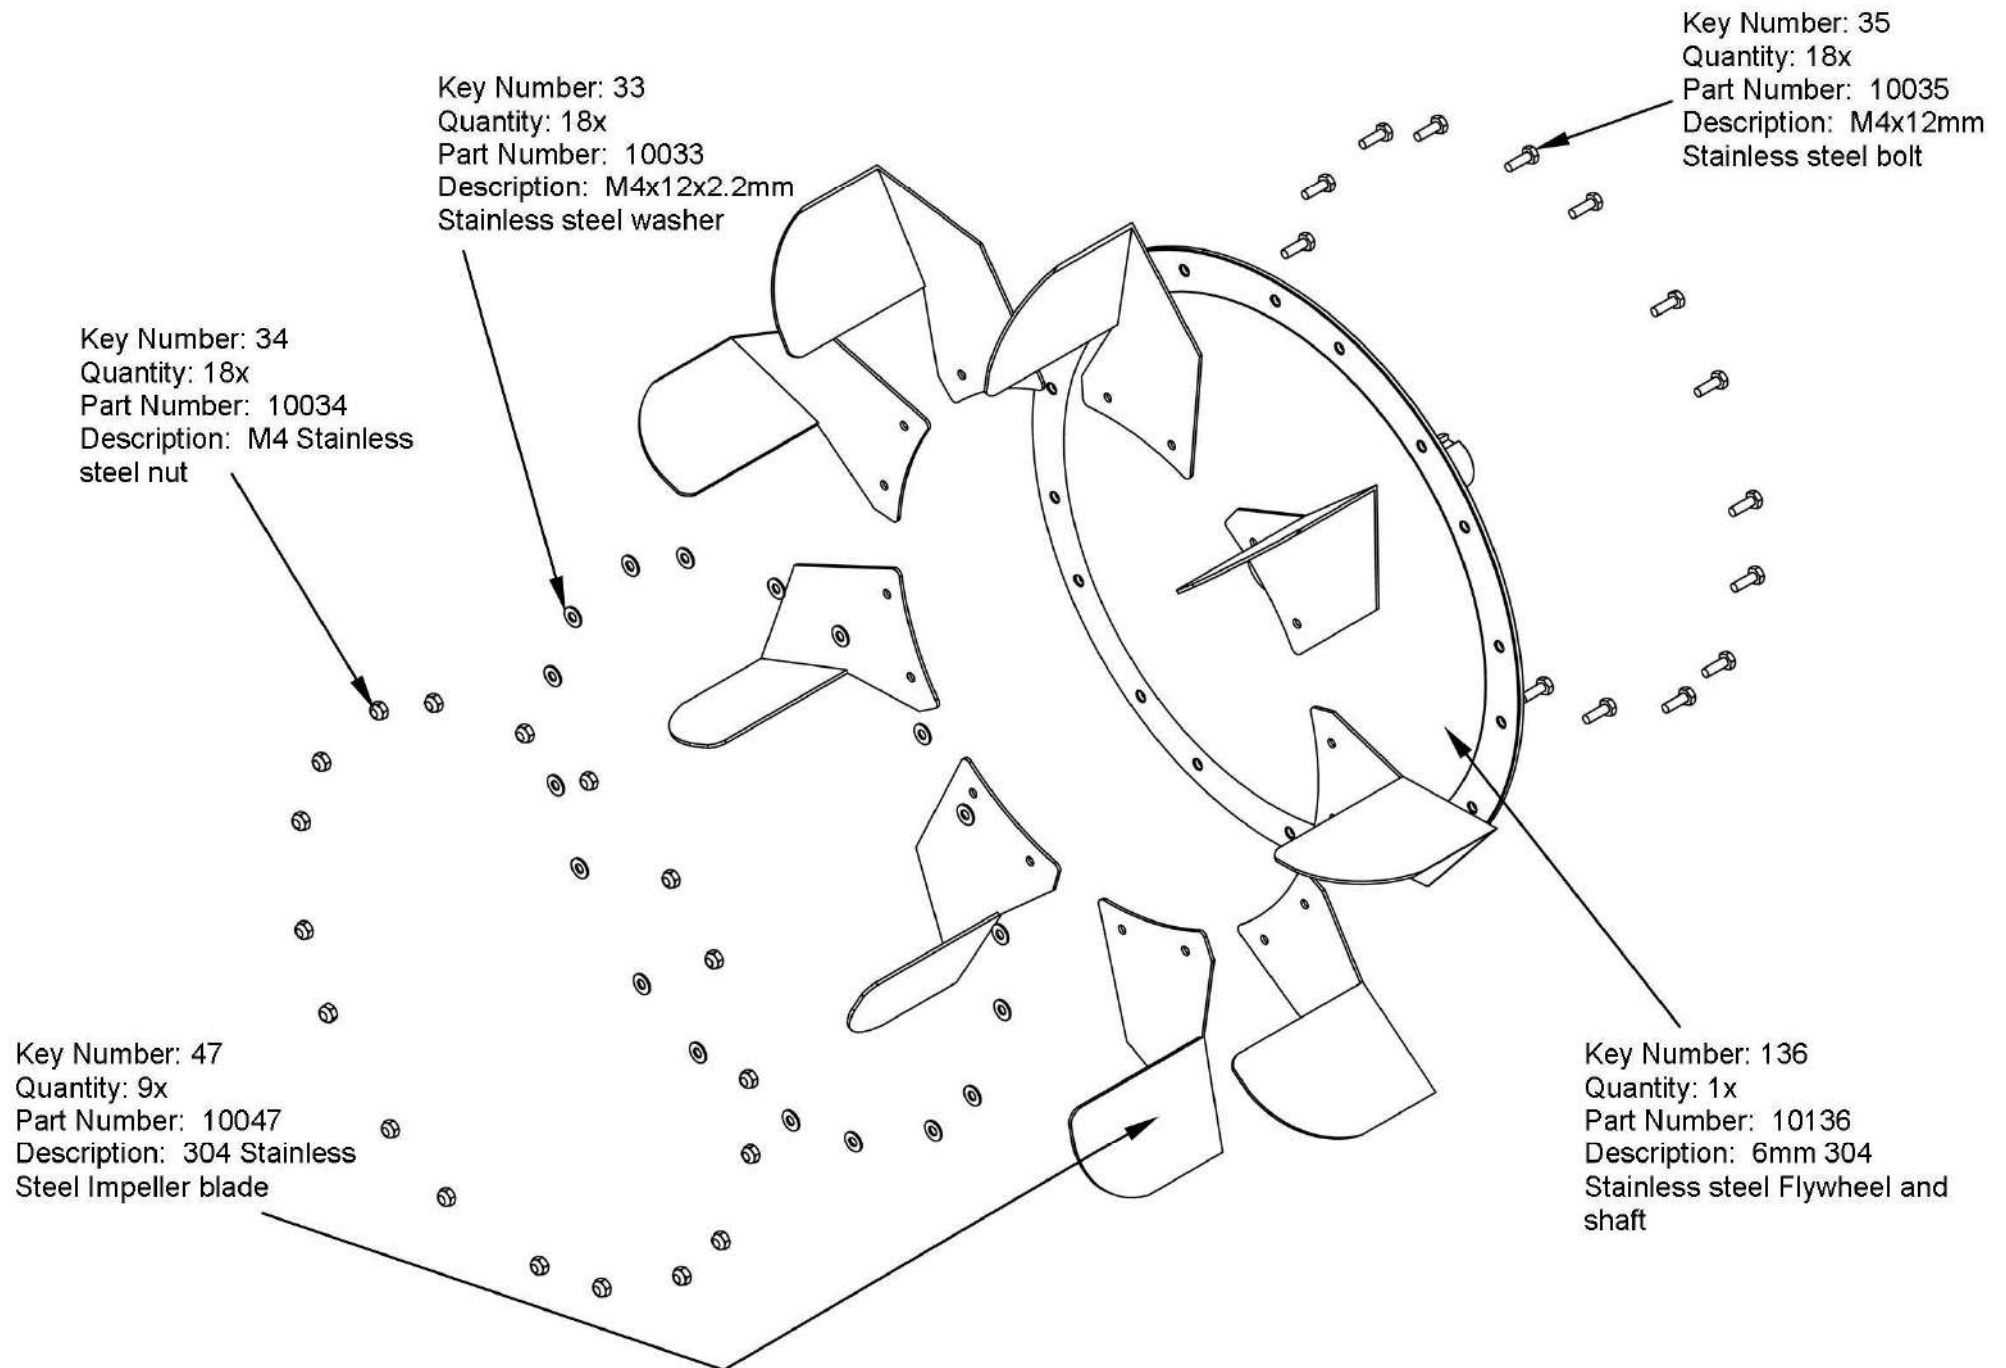 Key Number: 35
Quantity: 18x
Part Number: 10035
Description: M4x12mm
Stainless steel bolt
Key Number: 33
Quantity: 18x
Part Number: 10033
Description: M4x12x2.2mm
Stainless steel washer
Key Number: 34
Quantity: 18x
Part Number: 10034
Description: M4 Stainless
steel nut
Key Number: 47
Quantity: 9x
Part Number: 10047
Description: 304 Stainless
Steel Impeller blade
Key Number: 136
Quantity: 1x
Part Number: 10136
Description: 6mm 304
Stainless steel Flywheel and
shaft